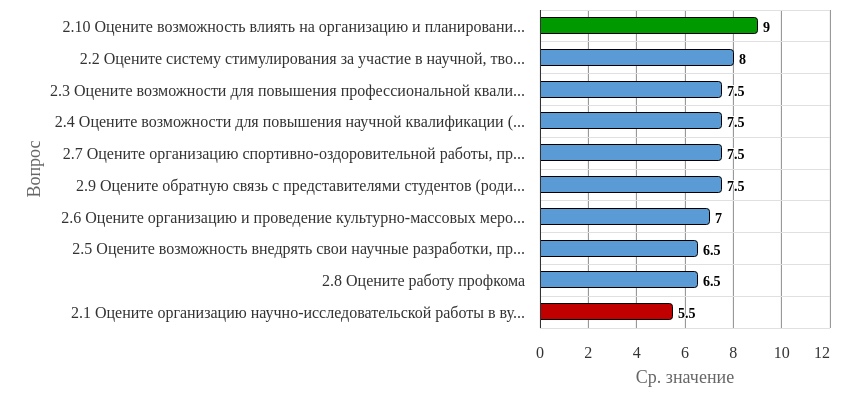 2.10 Оцените возможность влиять на организацию и планировани...
9
2.2 Оцените систему стимулирования за участие в научной, тво...
8
2.3 Оцените возможности для повышения профессиональной квали...
7.5
2.4 Оцените возможности для повышения научной квалификации (...
7.5
2.7 Оцените организацию спортивно-оздоровительной работы, пр...
7.5
2.9 Оцените обратную связь с представителями студентов (роди...
7.5
2.6 Оцените организацию и проведение культурно-массовых меро...
7
2.5 Оцените возможность внедрять свои научные разработки, пр...
6.5
2.8 Оцените работу профкома
6.5
2.1 Оцените организацию научно-исследовательской работы в ву...
5.5
Вопрос
0 2 4 6 8 10 12
Ср. значение